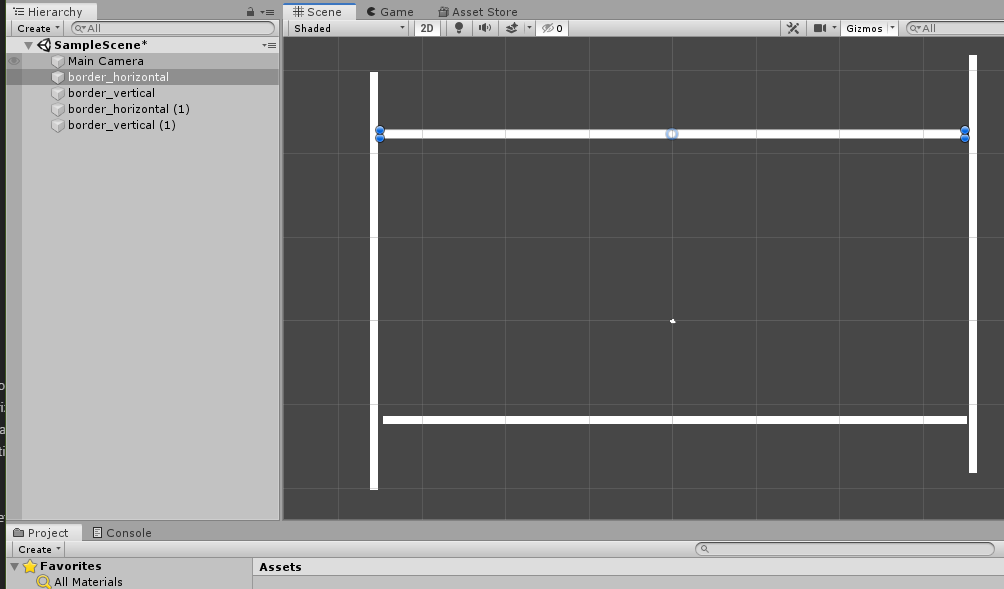 Hierarchy
Create All
SampleScene*
Main Camera
border_horizontal
border_vertical
border_horizontal (1)
border_vertical (1)
Scene Game Asset Store
Shaded 2D 0 Gizmos All
Project Console
Create
Favorites
All Materials
Assets